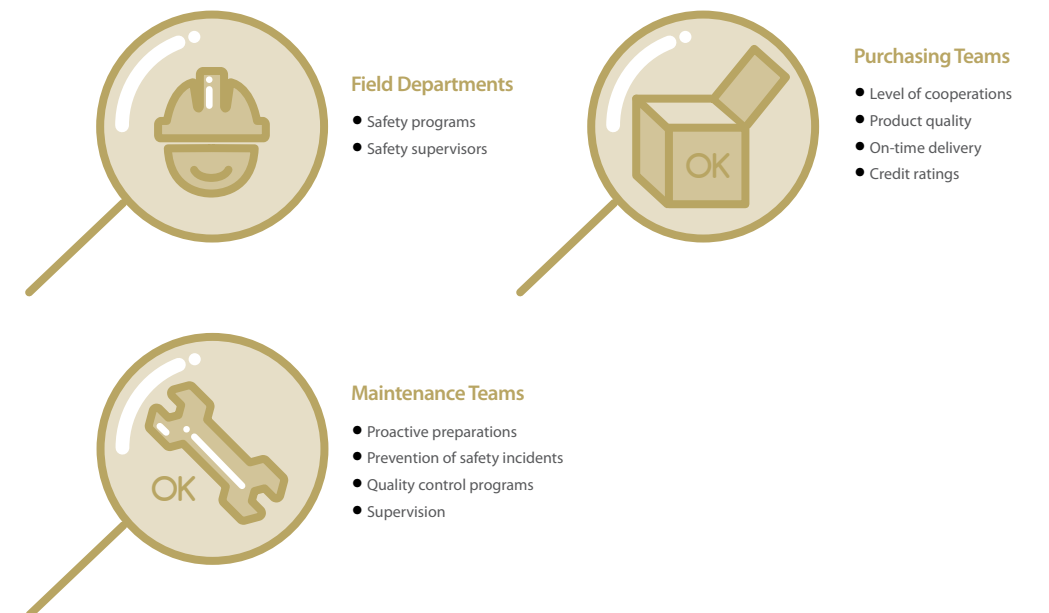 Field Departments
● Safety programs
● Safety supervisors
Purchasing Teams
● Level of cooperations
● Product quality
● On-time delivery
● Credit ratings
OK
Maintenance Teams
● Proactive preparations
● Prevention of safety incidents
● Quality control programs
● Supervision
OK